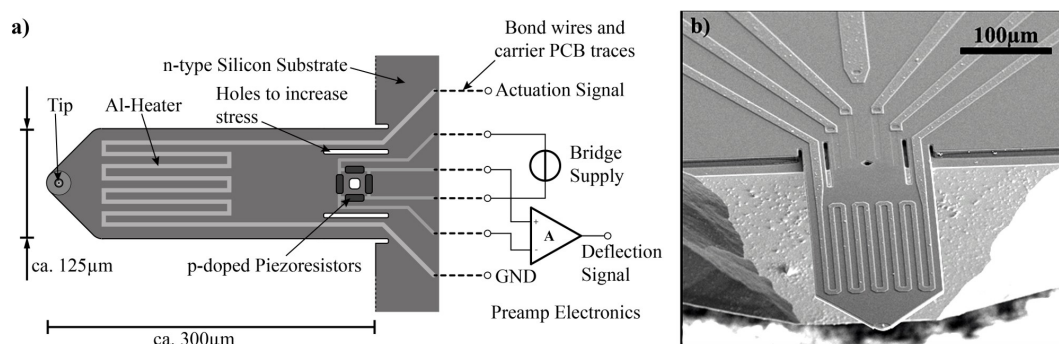 a)
Bond wires and
carrier PCB traces
n-type Silicon Substrate
Tip
Al-Heater
Holes to increase
stress
Actuation Signal
Bridge
Supply
+
A
-
Deflection
Signal
ca. 125µm
p-doped Piezoresistors
GND
Preamp Electronics
ca. 300µm
b)
100µm